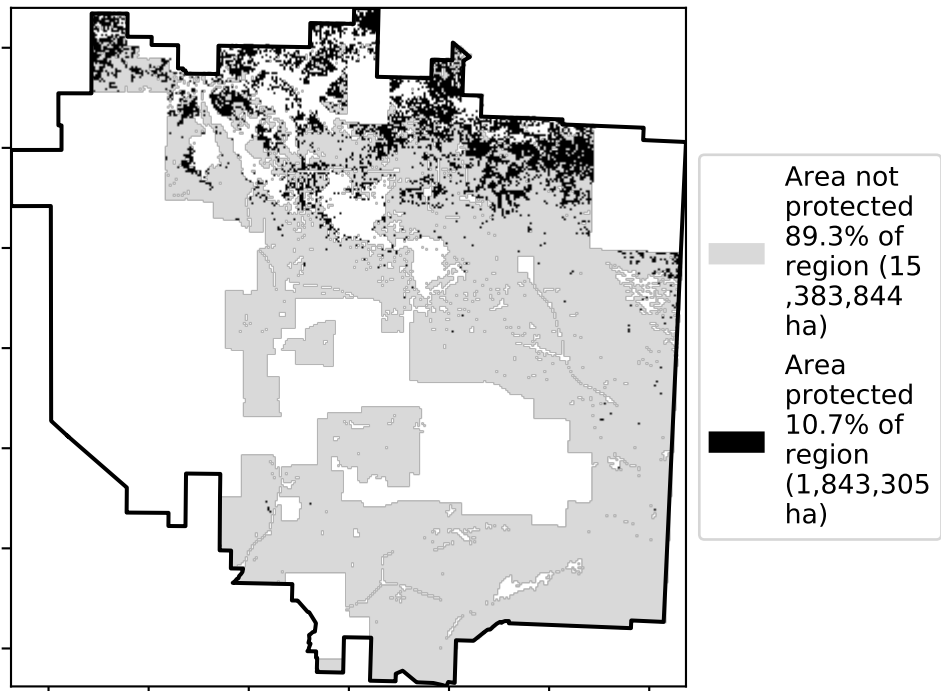 Area not
protected
89.3% of
region (15
,383,844
ha)
Area
protected
10.7% of
region
(1,843,305
ha)